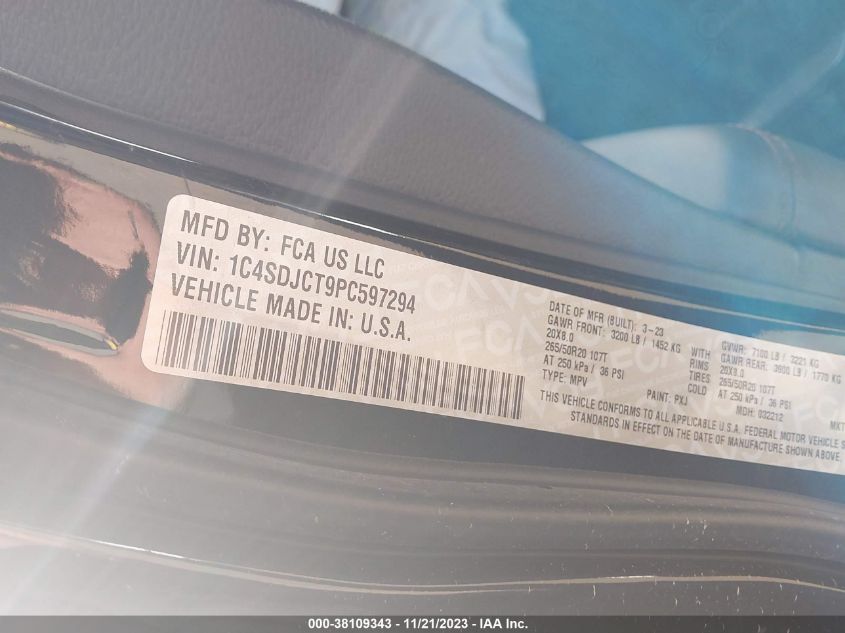 MFD BY: FCA US LLC
VIN: 1C4SDJCT9PC597294
VEHICLE MADE IN: U.S.A.
DATE OF MFR (BUILT): 3-23
GAWR FRONT: 3200 LB / 1452 KG WITH GVWR: 7100 LB / 3221 KG
20X8.0 RIMS GAWR REAR: 3900 LB / 1770 KG
265/50R20 107T TIRES 20X8.0
AT 250 kPa / 36 PSI COLD 265/50R20 107T
TYPE: MPV AT 250 kPa / 36 PSI
PAINT: PXJ MDH: 032212 MKT
THIS VEHICLE CONFORMS TO ALL APPLICABLE U.S.A. FEDERAL MOTOR VEHICLE S
STANDARDS IN EFFECT ON THE DATE OF MANUFACTURE SHOWN ABOVE.
000-38109343 - 11/21/2023 - IAA Inc.